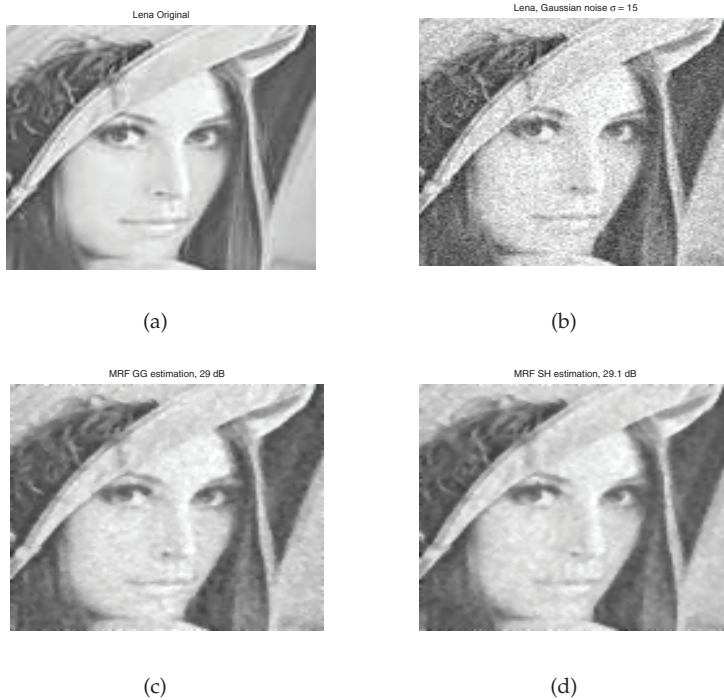 Lena Original
Lena, Gaussian noise σ = 15
(a)
(b)
MRF GG estimation, 29 dB
MRF SH estimation, 29.1 dB
(c)
(d)